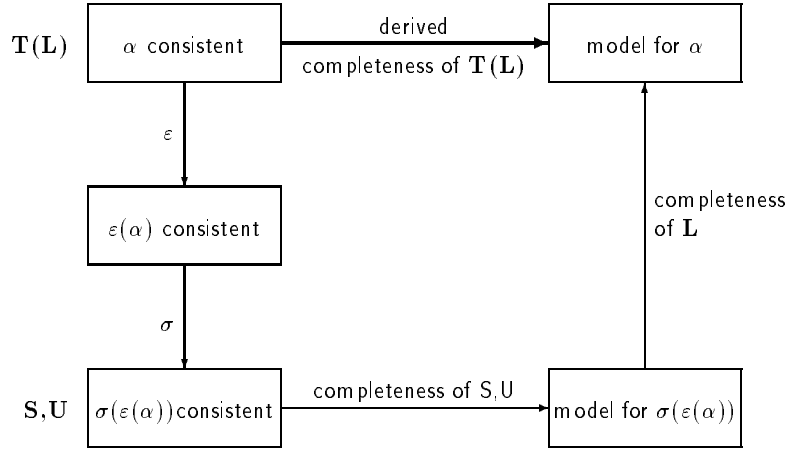 T(L)
α consistent
derived
completeness of T(L)
model for α
ε
completeness
of L
ε(α) consistent
σ
S,U
σ(ε(α))consistent
completeness of S,U
model for σ(ε(α))